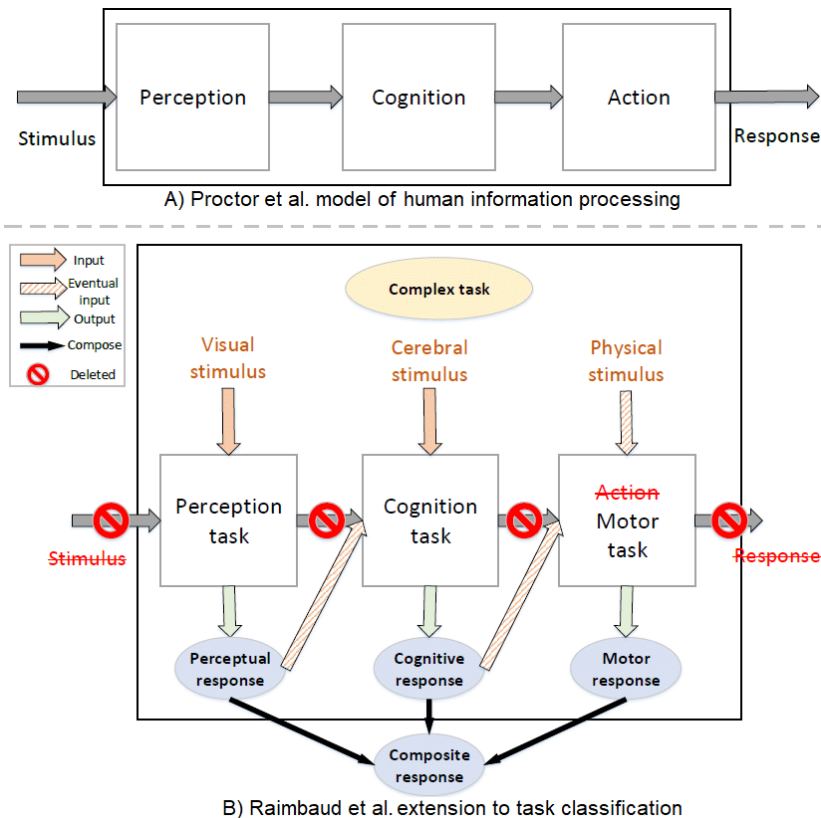 Perception
Cognition
Action
Stimulus
Response
A) Proctor et al. model of human information processing
Input
Eventual
input
Output
Compose
Deleted
Complex task
Visual
stimulus
Cerebral
stimulus
Physical
stimulus
Stimulus
Perception
task
Cognition
task
Action
Motor
task
Response
Perceptual
response
Cognitive
response
Motor
response
Composite
response
B) Raimbaud et al. extension to task classification